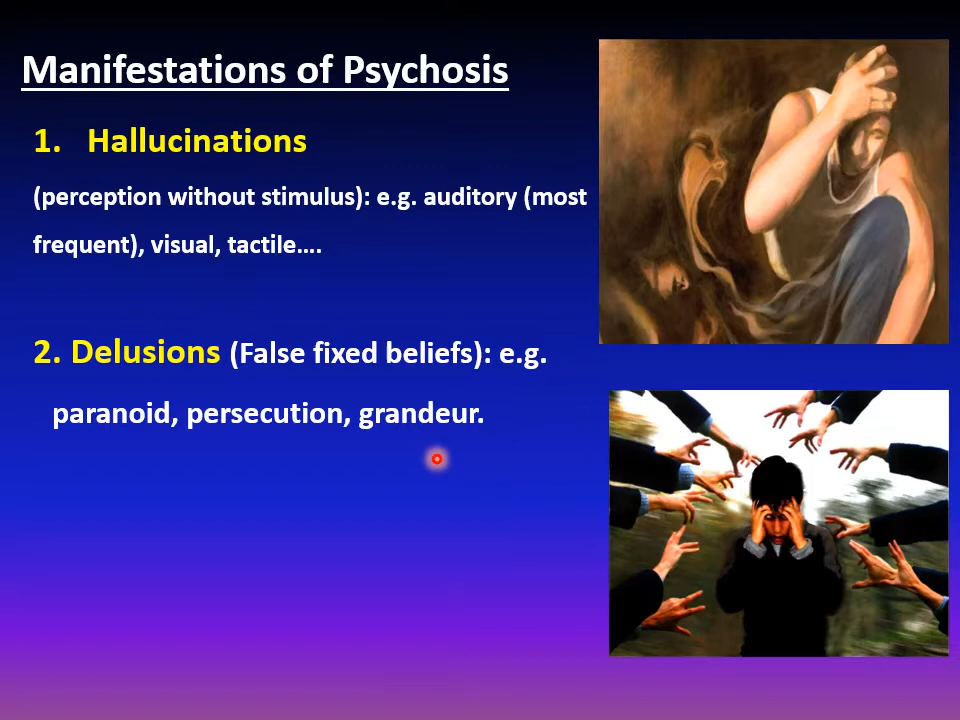 Manifestations of Psychosis
1. Hallucinations
(perception without stimulus): e.g. auditory (most
frequent), visual, tactile….
2. Delusions (False fixed beliefs): e.g.
paranoid, persecution, grandeur.